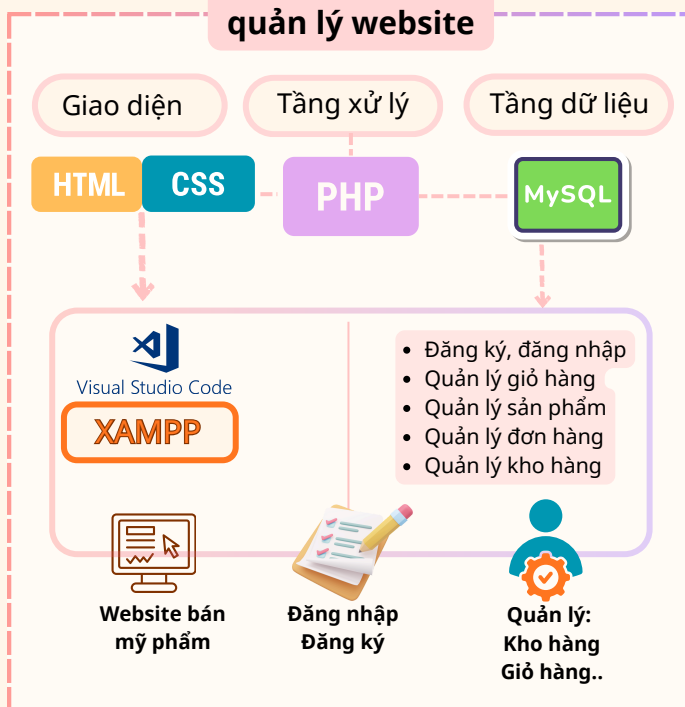 quản lý website
Giao diện
Tầng xử lý
Tầng dữ liệu
HTML
CSS
PHP
MySQL
Visual Studio Code
XAMPP
• Đăng ký, đăng nhập
• Quản lý giỏ hàng
• Quản lý sản phẩm
• Quản lý đơn hàng
• Quản lý kho hàng
Website bán
mỹ phẩm
Đăng nhập
Đăng ký
Quản lý:
Kho hàng
Giỏ hàng..